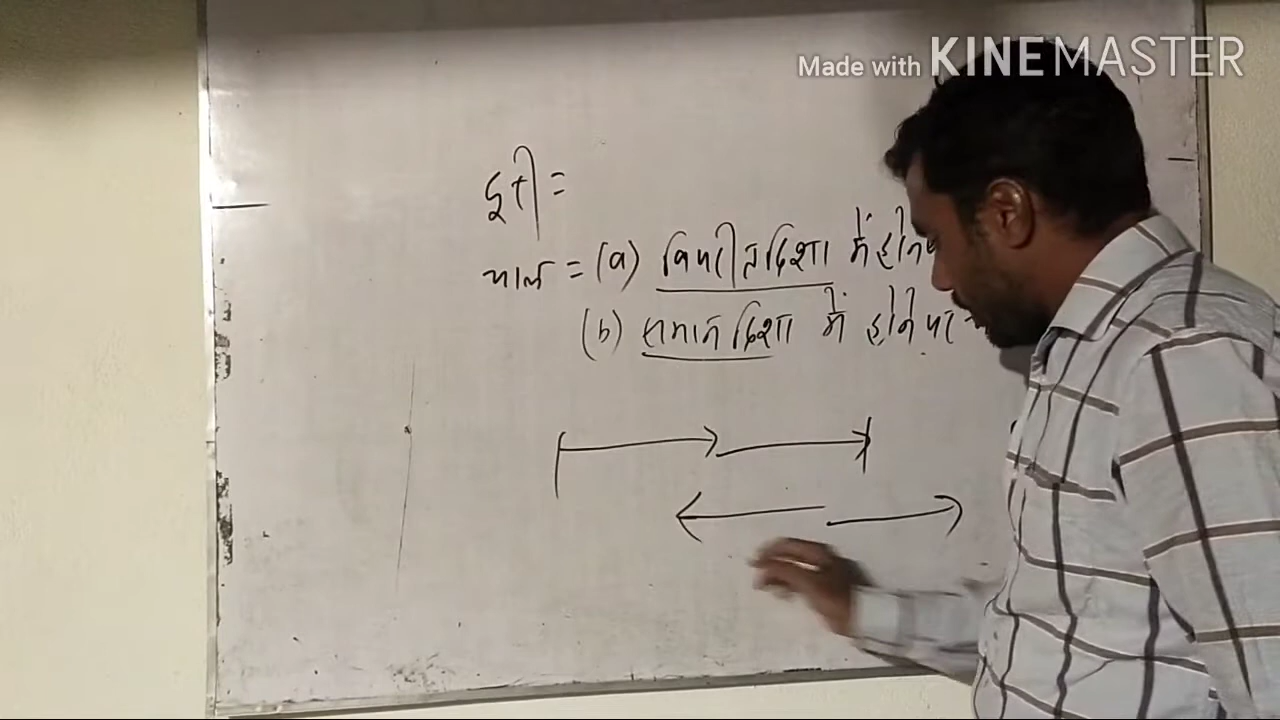 Made with KINEMASTER
दुरी =
चाल = (a) विपरीत दिशा में होने
(b) समान दिशा में होने पर -